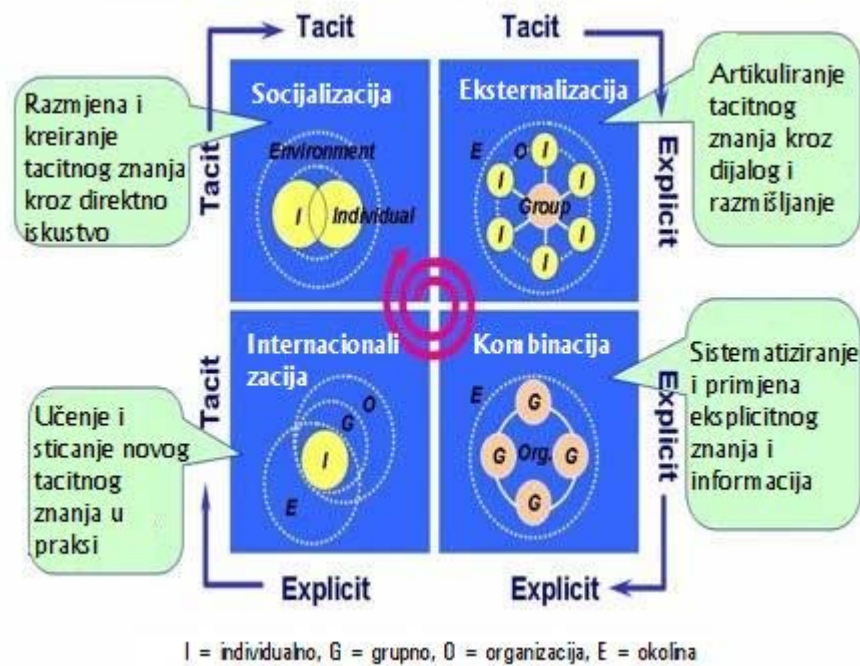 Tacit
Tacit
Razmjena i
kreiranje
tacitnog znanja
kroz direktno
iskustvo
Tacit
Socijalizacija
Environment
I
Individual
Eksternalizacija
E
O
I
I
I
Group
I
I
I
Explicit
Artikuliranje
tacitnog
znanja kroz
dijalog i
razmišljanje
Učenje i
sticanje novog
tacitnog
znanja u
praksi
Tacit
Internacionali
zacija
O
G
I
E
Kombinacija
E
G
G
Org.
G
G
Explicit
Sistematiziranje
i primjena
eksplicitnog
znanja i
informacija
Explicit
Explicit
I = individualno, G = grupno, O = organizacija, E = okolina